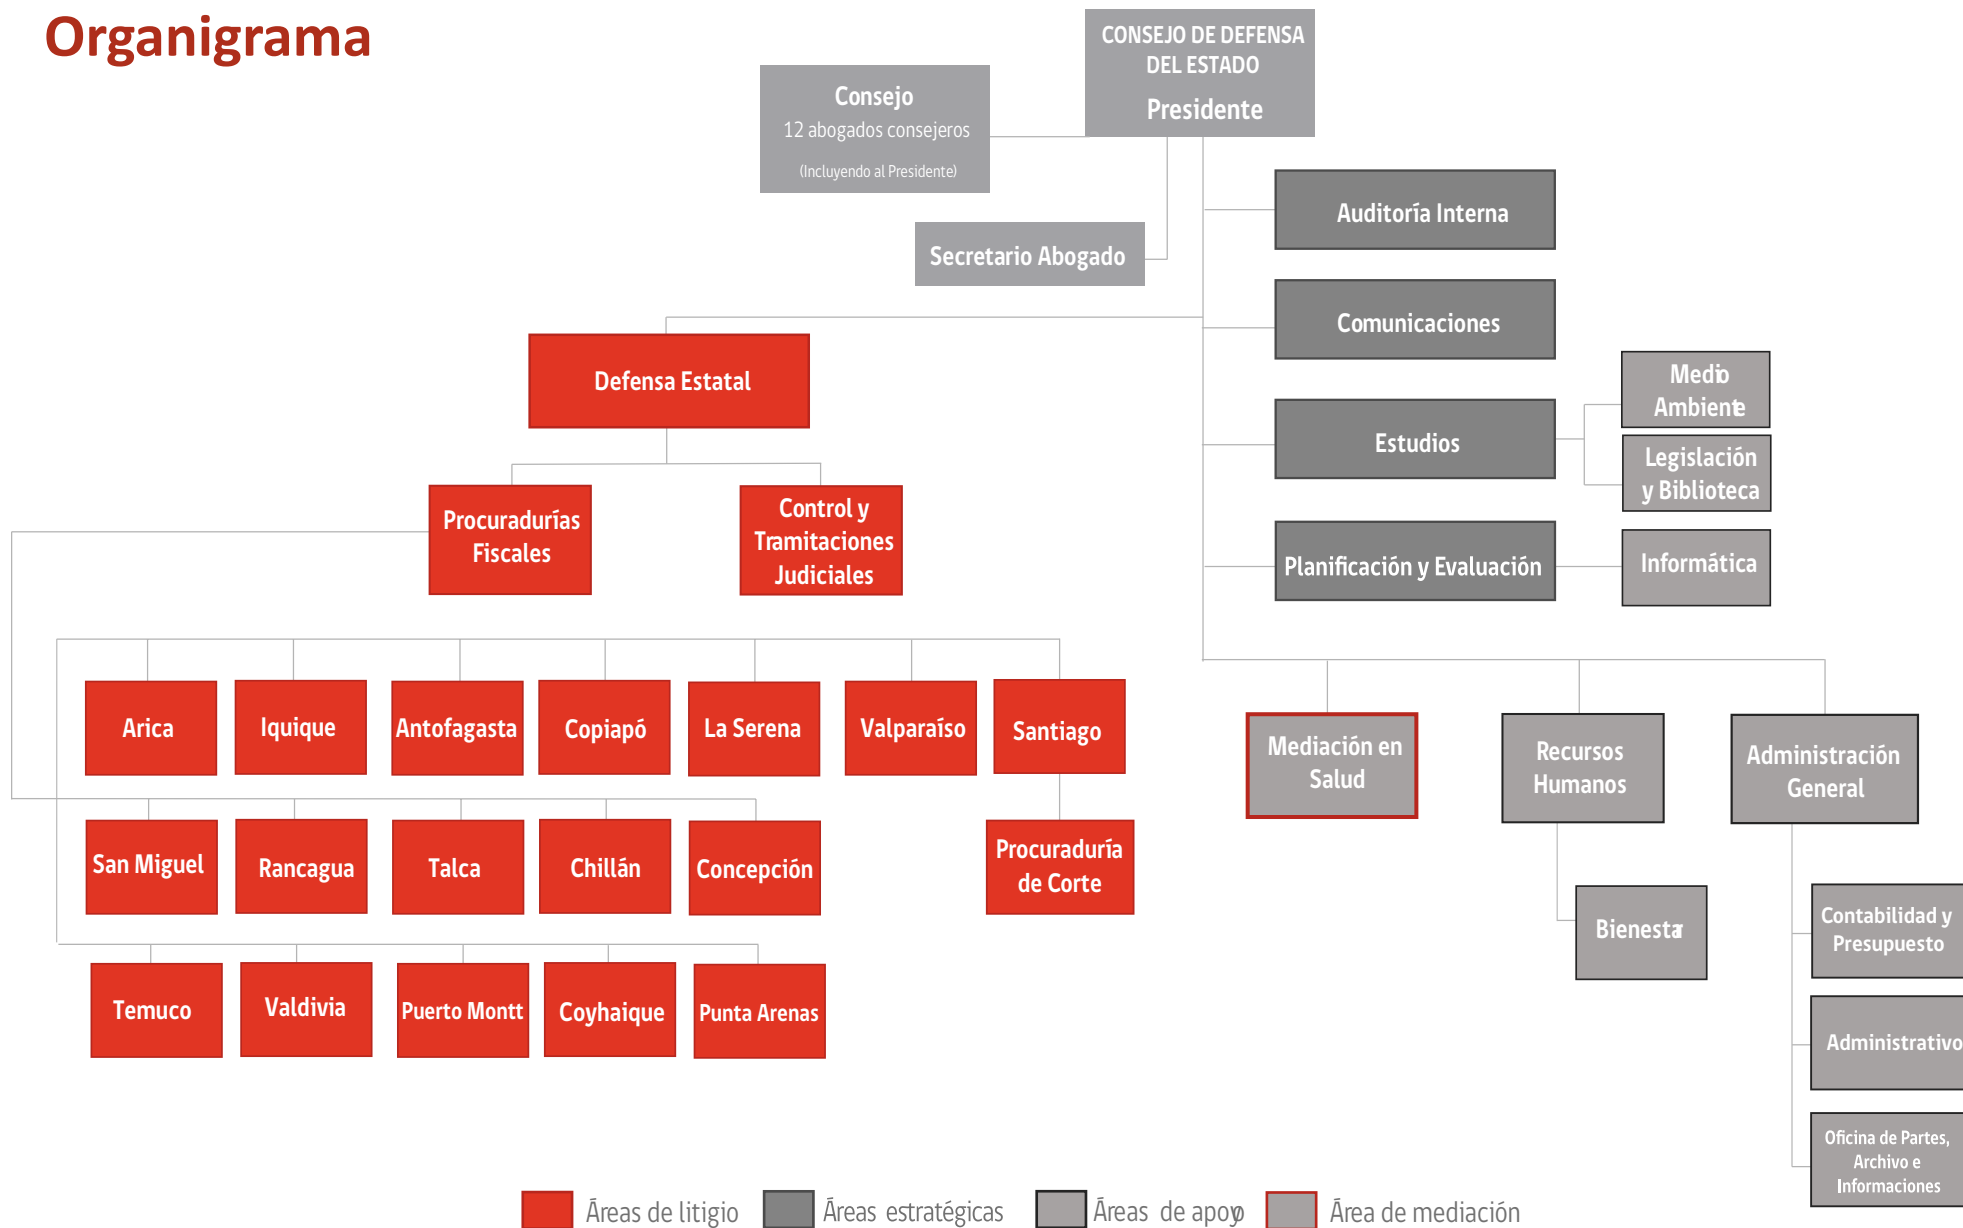 Organigrama
CONSEJO DE DEFENSA
DEL ESTADO
Presidente
Consejo
12 abogados consejeros
(Incluyendo al Presidente)
Secretario Abogado
Auditoría Interna
Comunicaciones
Estudios
Medio
Ambiente
Legislación
y Biblioteca
Planificación y Evaluación
Informática
Defensa Estatal
Procuradurías
Fiscales
Control y
Tramitaciones
Judiciales
Arica
Iquique
Antofagasta
Copiapó
La Serena
Valparaíso
Santiago
San Miguel
Rancagua
Talca
Chillán
Concepción
Procuraduría
de Corte
Temuco
Valdivia
Puerto Montt
Coyhaique
Punta Arenas
Mediación en
Salud
Recursos
Humanos
Administración
General
Bienestar
Contabilidad y
Presupuesto
Administrativo
Oficina de Partes,
Archivo e
Informaciones
Áreas de litigio
Áreas estratégicas
Áreas de apoyo
Área de mediación